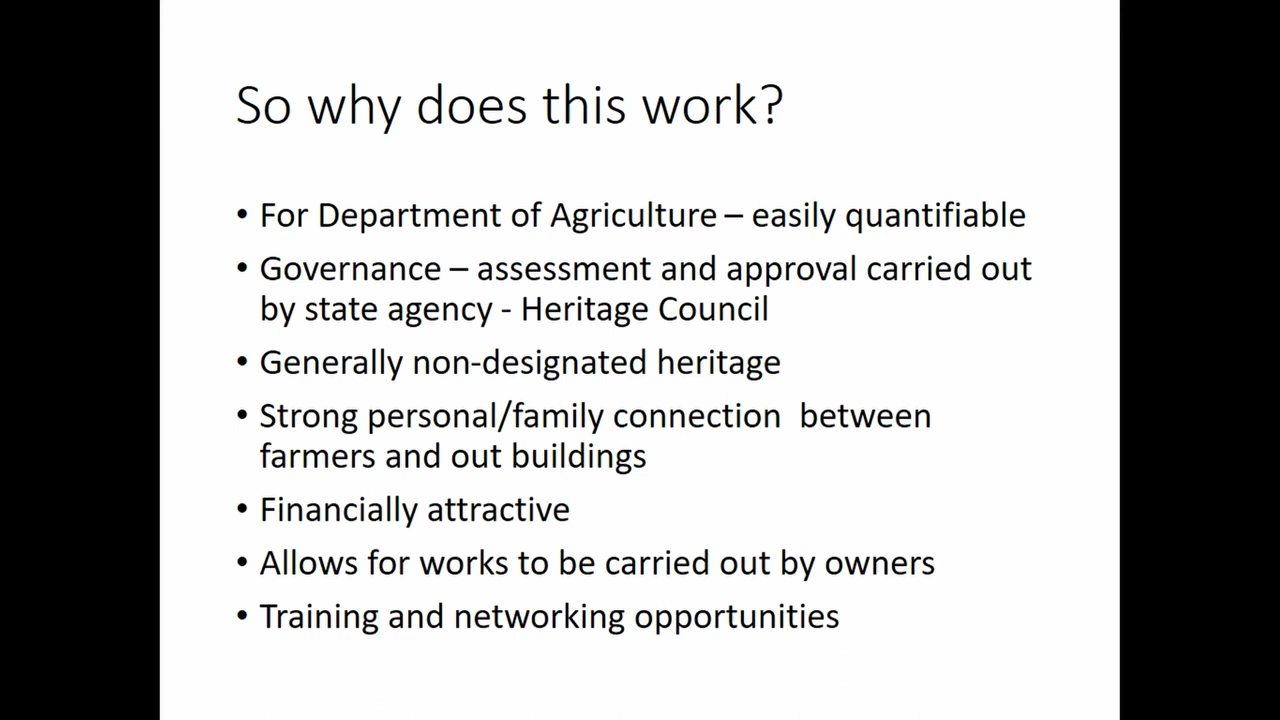 So why does this work?
• For Department of Agriculture – easily quantifiable
• Governance – assessment and approval carried out
by state agency - Heritage Council
• Generally non-designated heritage
• Strong personal/family connection  between
farmers and out buildings
• Financially attractive
• Allows for works to be carried out by owners
• Training and networking opportunities